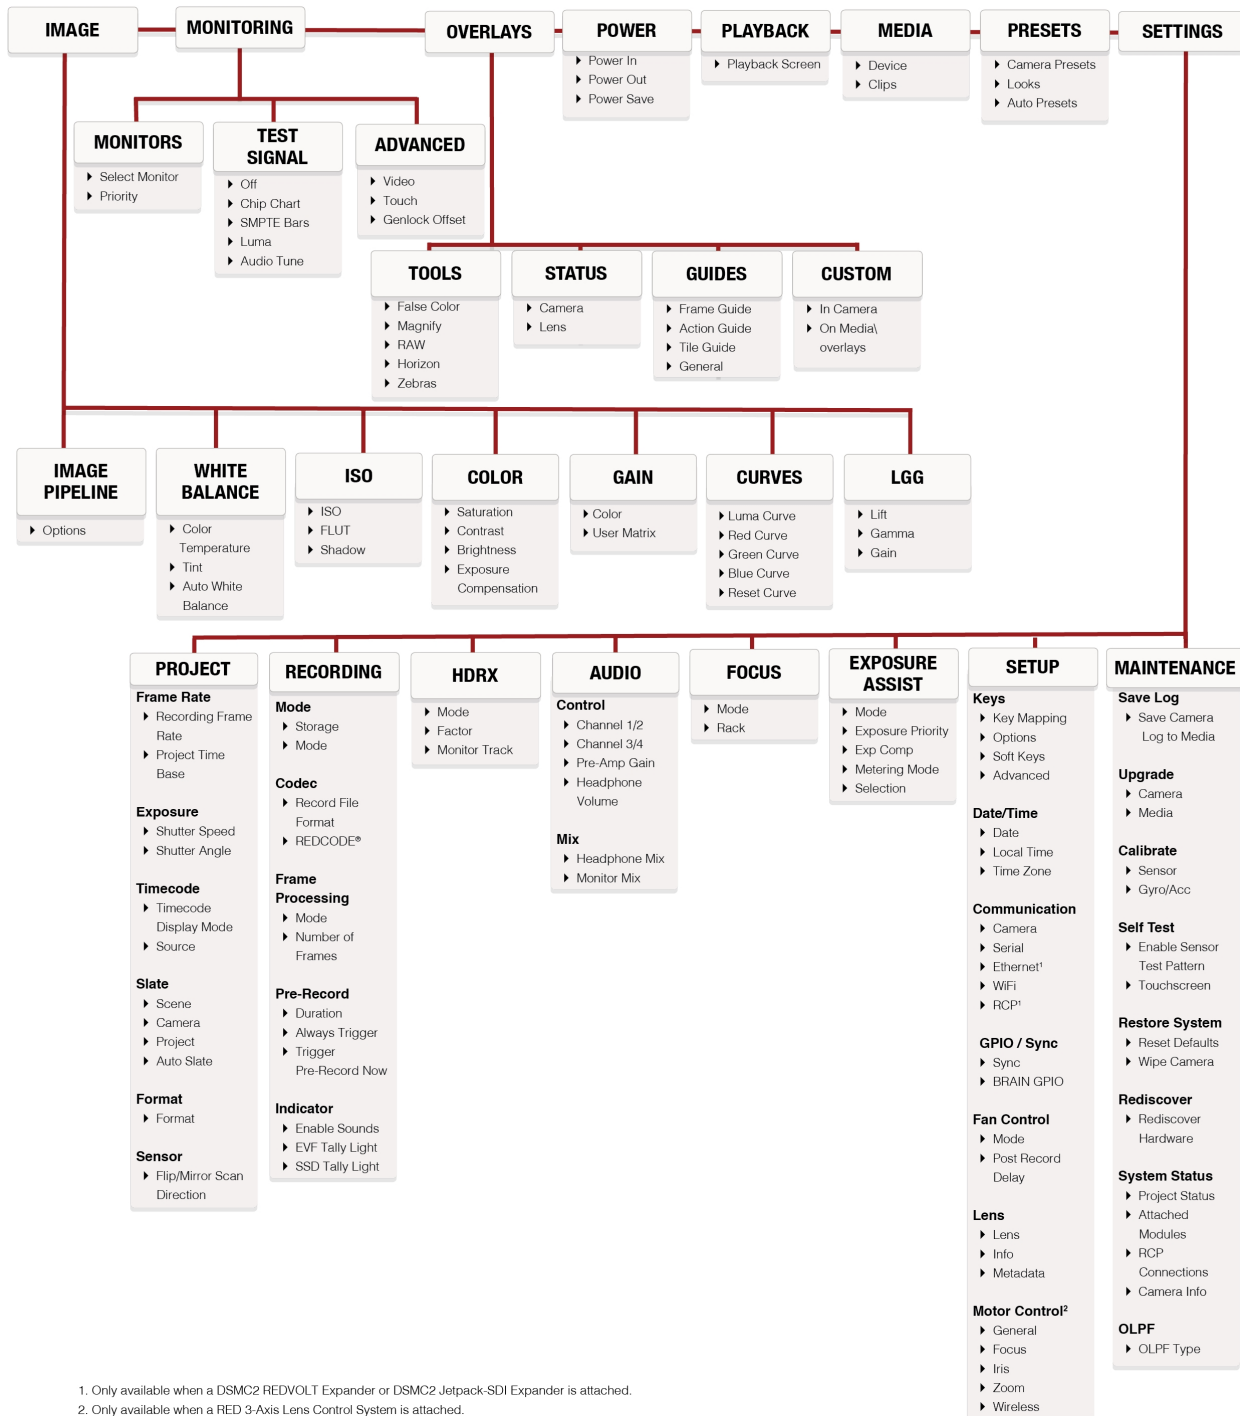 IMAGE
MONITORING
OVERLAYS
POWER
Power In
Power Out
Power Save
PLAYBACK
Playback Screen
MEDIA
Device
Clips
PRESETS
Camera Presets
Looks
Auto Presets
SETTINGS
MONITORS
Select Monitor
Priority
TEST
SIGNAL
Off
Chip Chart
SMPTE Bars
Luma
Audio Tune
ADVANCED
Video
Touch
Genlock Offset
TOOLS
False Color
Magnify
RAW
Horizon
Zebras
STATUS
Camera
Lens
GUIDES
Frame Guide
Action Guide
Tile Guide
General
CUSTOM
In Camera
On Media\
overlays
IMAGE
PIPELINE
Options
WHITE
BALANCE
Color
Temperature
Tint
Auto White
Balance
ISO
ISO
FLUT
Shadow
COLOR
Saturation
Contrast
Brightness
Exposure
Compensation
GAIN
Color
User Matrix
CURVES
Luma Curve
Red Curve
Green Curve
Blue Curve
Reset Curve
LGG
Lift
Gamma
Gain
PROJECT
Frame Rate
Recording Frame
Rate
Project Time
Base
Exposure
Shutter Speed
Shutter Angle
Timecode
Timecode
Display Mode
Source
Slate
Scene
Camera
Project
Auto Slate
Format
Format
Sensor
Flip/Mirror Scan
Direction
RECORDING
Mode
Storage
Mode
Codec
Record File
Format
REDCODE®
Frame
Processing
Mode
Number of
Frames
Pre-Record
Duration
Always Trigger
Trigger
Pre-Record Now
Indicator
Enable Sounds
EVF Tally Light
SSD Tally Light
HDRX
Mode
Factor
Monitor Track
AUDIO
Control
Channel 1/2
Channel 3/4
Pre-Amp Gain
Headphone
Volume
Mix
Headphone Mix
Monitor Mix
FOCUS
Mode
Rack
EXPOSURE
ASSIST
Mode
Exposure Priority
Exp Comp
Metering Mode
Selection
SETUP
Keys
Key Mapping
Options
Soft Keys
Advanced
Date/Time
Date
Local Time
Time Zone
Communication
Camera
Serial
Ethernet¹
WiFi
RCP¹
GPIO / Sync
Sync
BRAIN GPIO
Fan Control
Mode
Post Record
Delay
Lens
Lens
Info
Metadata
Motor Control²
General
Focus
Iris
Zoom
Wireless
MAINTENANCE
Save Log
Save Camera
Log to Media
Upgrade
Camera
Media
Calibrate
Sensor
Gyro/Acc
Self Test
Enable Sensor
Test Pattern
Touchscreen
Restore System
Reset Defaults
Wipe Camera
Rediscover
Rediscover
Hardware
System Status
Project Status
Attached
Modules
RCP
Connections
Camera Info
OLPF
OLPF Type
1. Only available when a DSMC2 REDVOLT Expander or DSMC2 Jetpack-SDI Expander is attached.
2. Only available when a RED 3-Axis Lens Control System is attached.